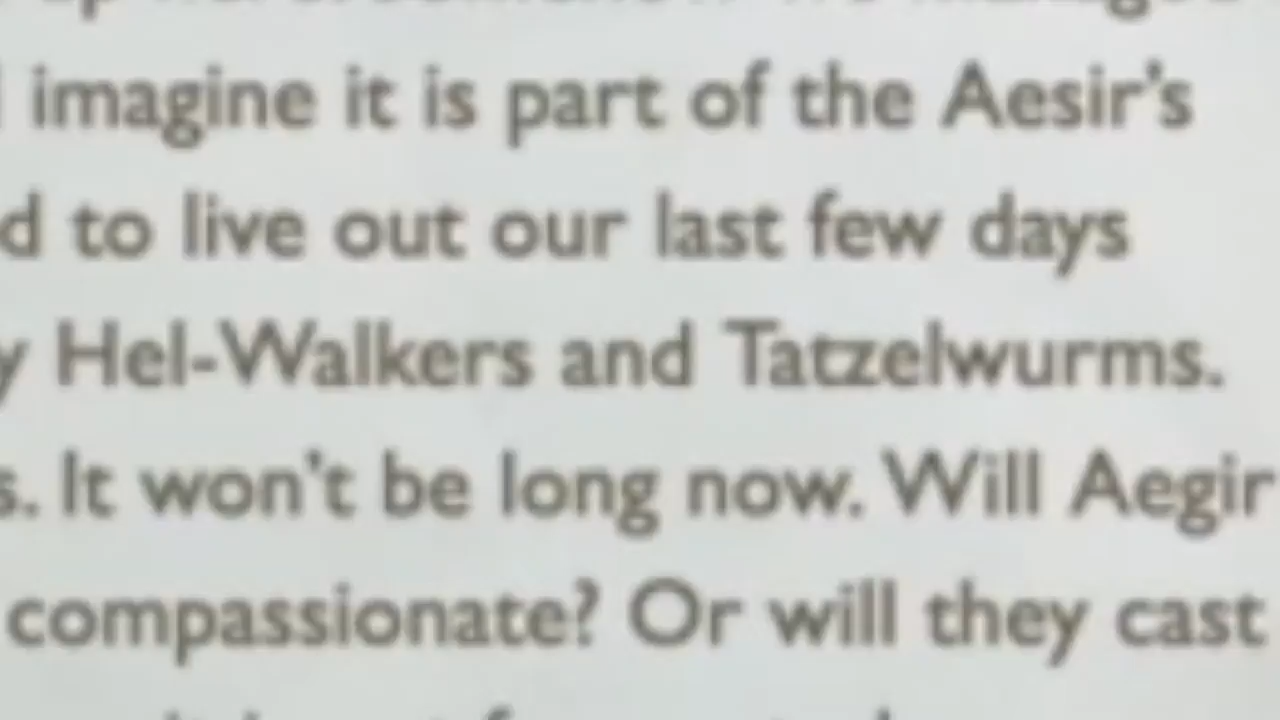 imagine it is part of the Aesir's
to live out our last few days
Hel-Walkers and Tatzelwurms.
It won't be long now. Will Aegir
compassionate? Or will they cast